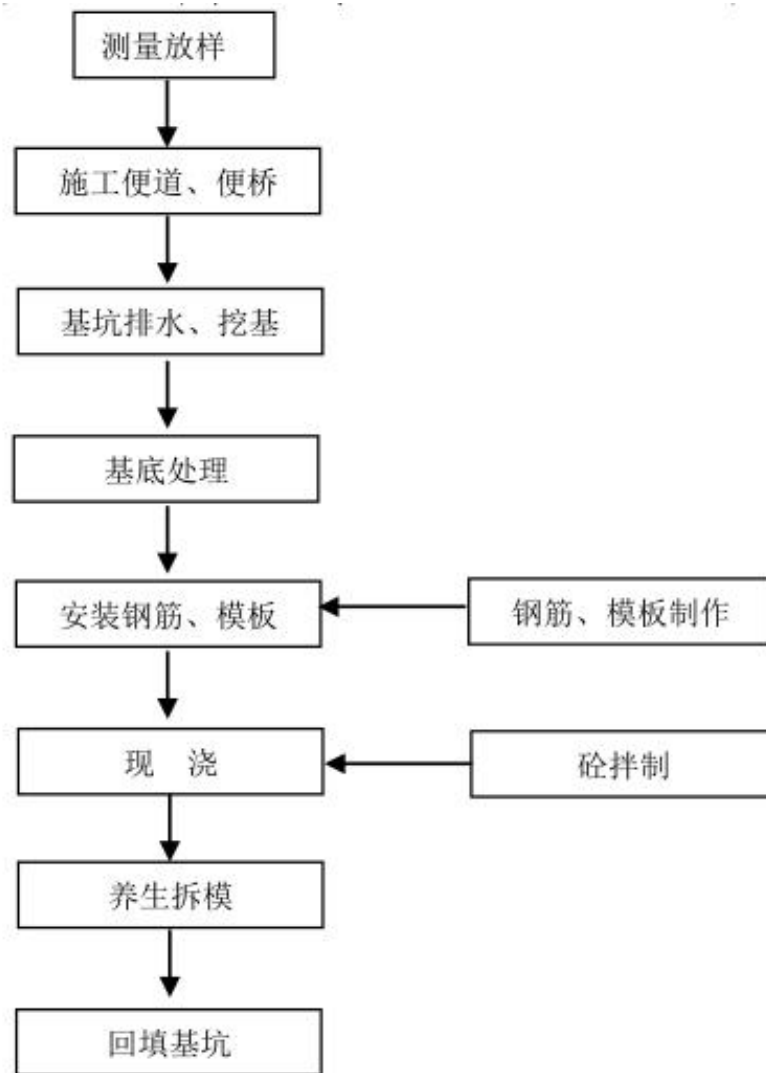 测量放样
施工便道、便桥
基坑排水、挖基
基底处理
安装钢筋、模板
钢筋、模板制作
现 浇
砼拌制
养生拆模
回填基坑